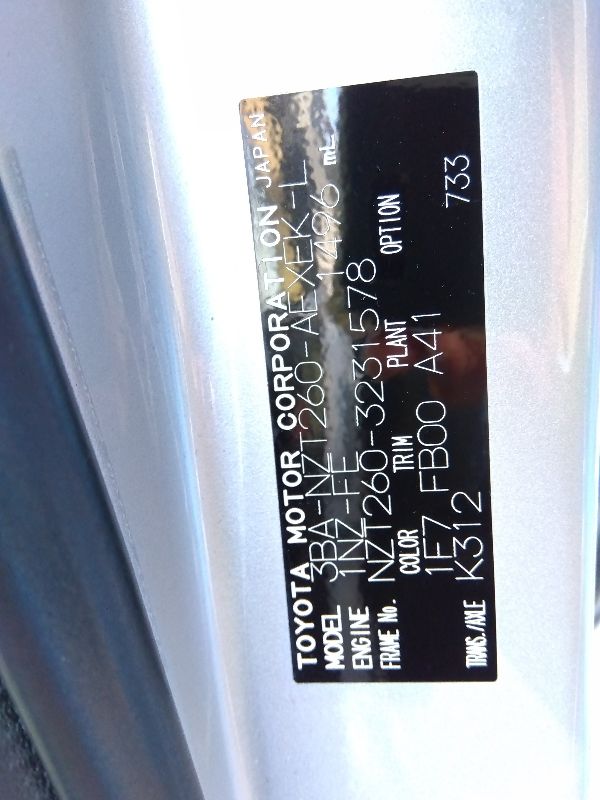 TOYOTA MOTOR CORPORATION JAPAN
MODEL 3BA-NZT260-AEXEK-L
ENGINE 1NZ-FE 1496 mL
FRAME No. NZT260-3231578
COLOR TRIM PLANT OPTION
1F7 FB00 A41
TRANS./AXLE K312 733